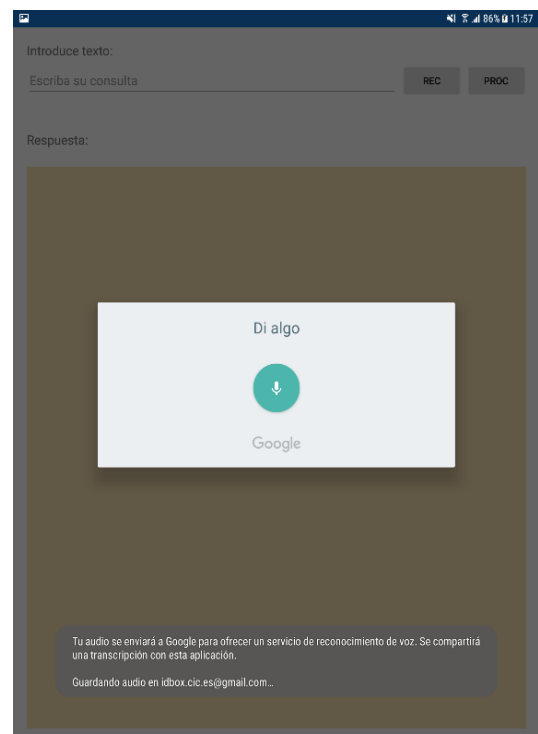 86% 11:57
Introduce texto:
Escriba su consulta
REC PROC
Respuesta:
Di algo
Google
Tu audio se enviará a Google para ofrecer un servicio de reconocimiento de voz. Se compartirá
una transcripción con esta aplicación.
Guardando audio en idbox.cic.es@gmail.com...